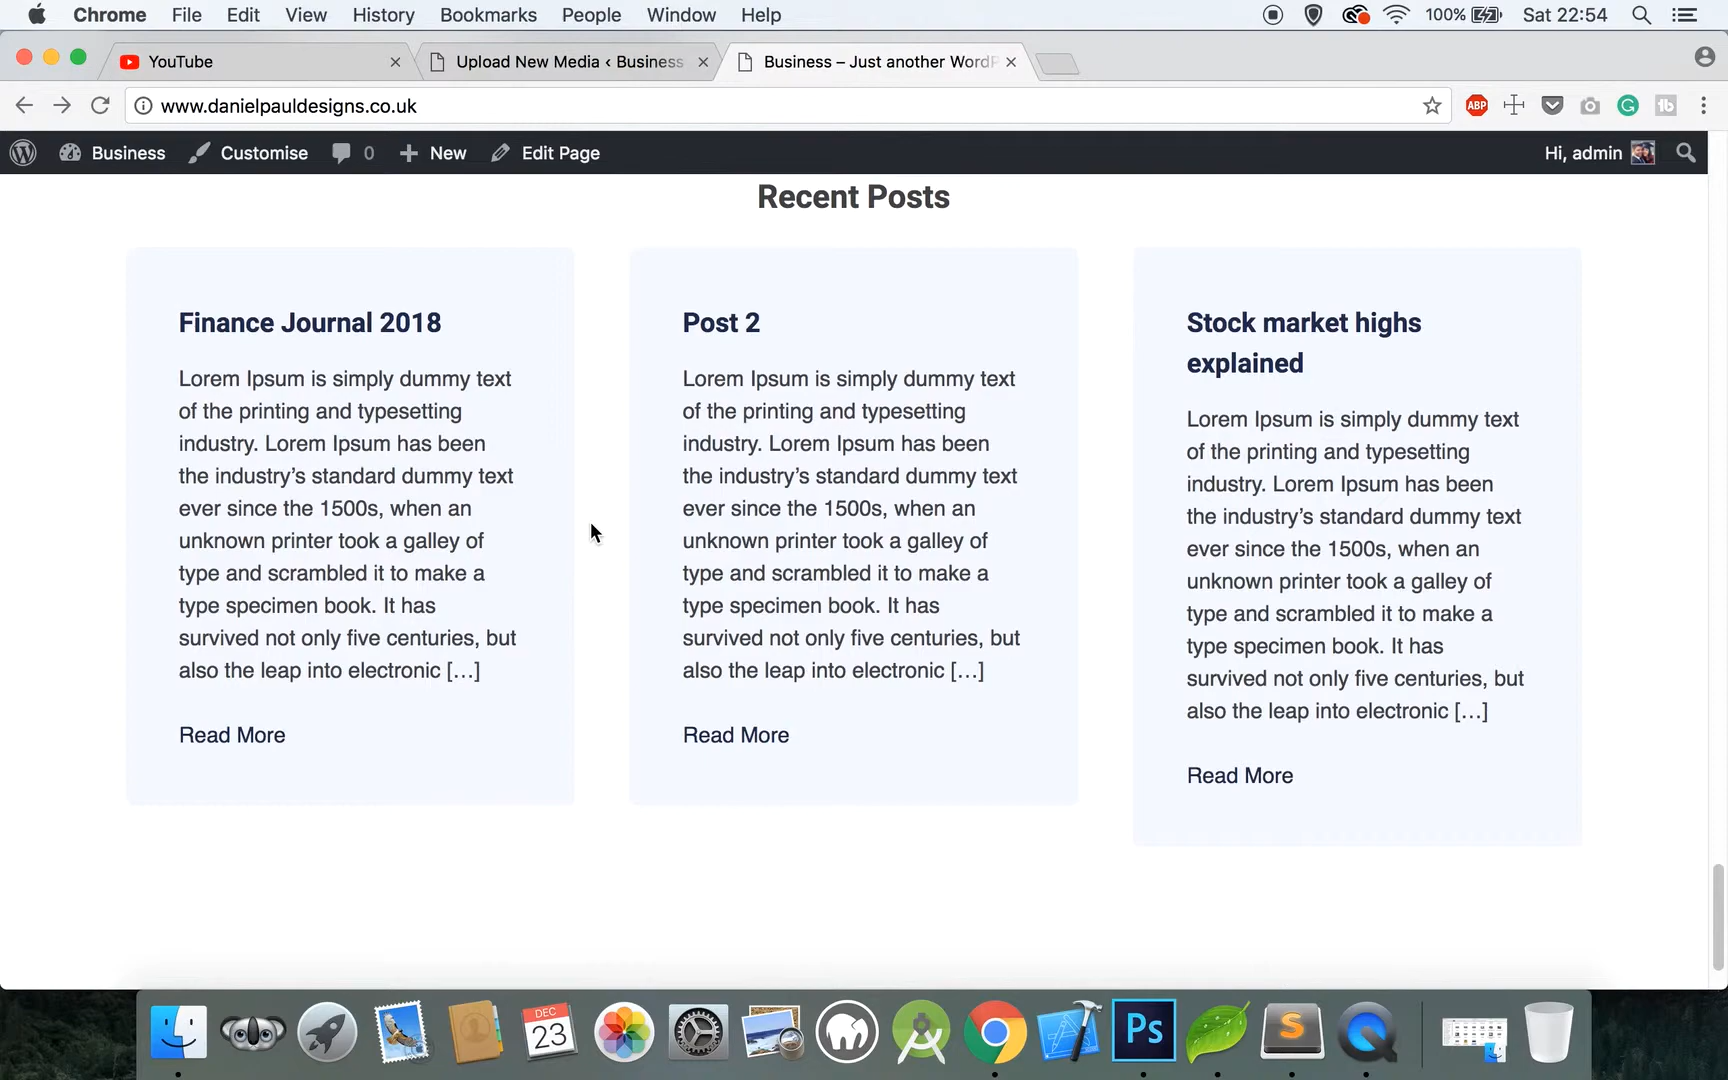 Chrome File Edit View History Bookmarks People Window Help 100% Sat 22:54
YouTube Upload New Media ‹ Business Business – Just another WordP
www.danielpauldesigns.co.uk ABP
Business Customise 0 New Edit Page Hi, admin
Recent Posts
Finance Journal 2018
Lorem Ipsum is simply dummy text
of the printing and typesetting
industry. Lorem Ipsum has been
the industry’s standard dummy text
ever since the 1500s, when an
unknown printer took a galley of
type and scrambled it to make a
type specimen book. It has
survived not only five centuries, but
also the leap into electronic […]
Read More
Post 2
Lorem Ipsum is simply dummy text
of the printing and typesetting
industry. Lorem Ipsum has been
the industry’s standard dummy text
ever since the 1500s, when an
unknown printer took a galley of
type and scrambled it to make a
type specimen book. It has
survived not only five centuries, but
also the leap into electronic […]
Read More
Stock market highs
explained
Lorem Ipsum is simply dummy text
of the printing and typesetting
industry. Lorem Ipsum has been
the industry’s standard dummy text
ever since the 1500s, when an
unknown printer took a galley of
type and scrambled it to make a
type specimen book. It has
survived not only five centuries, but
also the leap into electronic […]
Read More
DEC
23
Ps
S